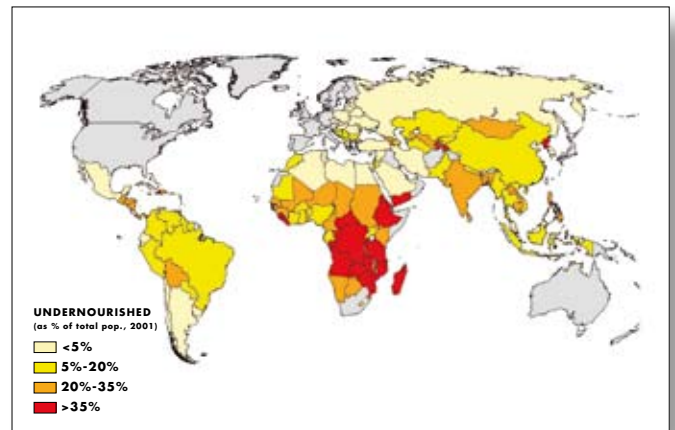 UNDERNOURISHED
(as % of total pop., 2001)
<5%
5%-20%
20%-35%
>35%